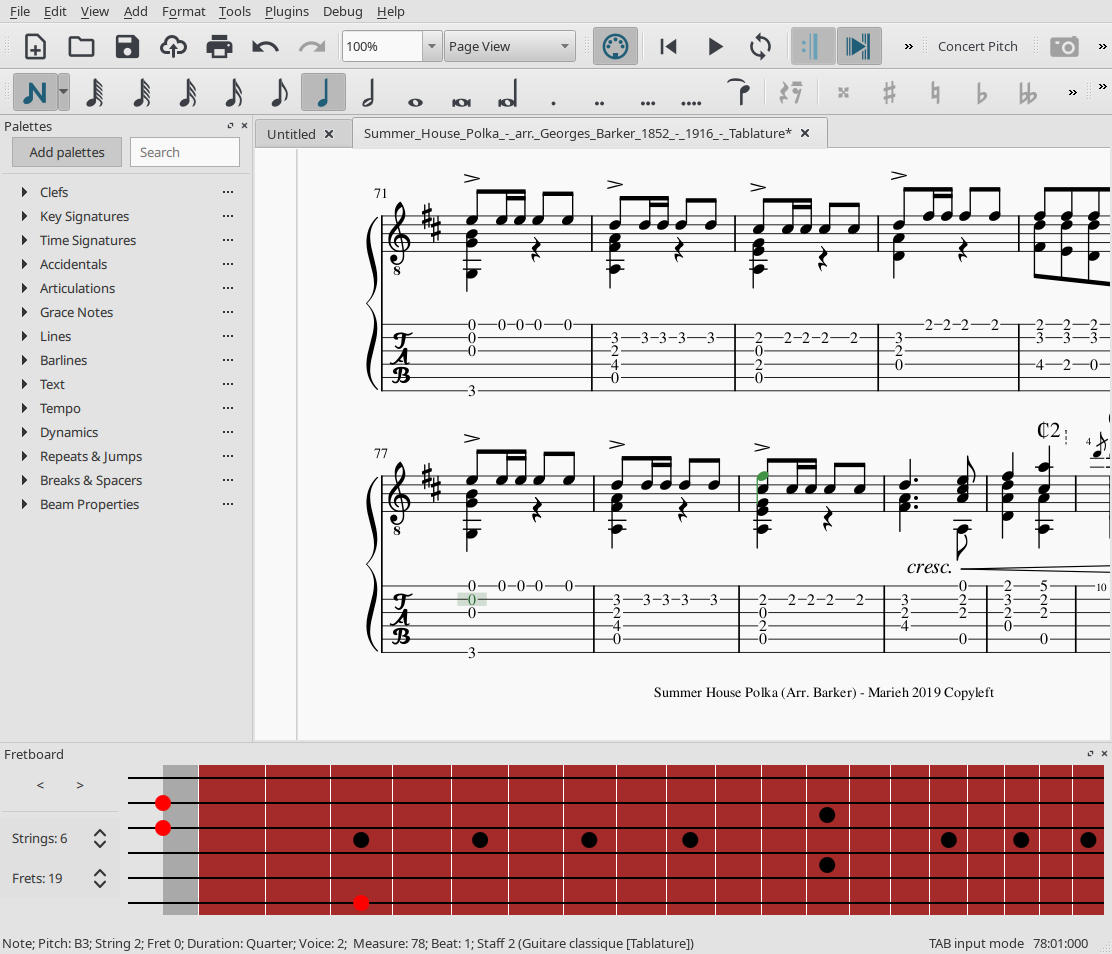 File Edit View Add Format Tools Plugins Debug Help
100% Page View » Concert Pitch »
» »
Palettes
Untitled Summer_House_Polka_-_arr._Georges_Barker_1852_-_1916_-_Tablature*
Add palettes Search
Clefs ...
Key Signatures ...
Time Signatures ...
Accidentals ...
Articulations ...
Grace Notes ...
Lines ...
Barlines ...
Text ...
Tempo ...
Dynamics ...
Repeats & Jumps ...
Breaks & Spacers ...
Beam Properties ...
71
8
0 0 0 0 0 2 2 2 2 2 2 2
T 0 3 3 3 3 3 2 2 2 2 2 3 3 3 3
A 0 2 0 2
B 4 2 0 4 2 0
0 0
3
₵2
77 4
8
cresc.
0 0 0 0 0 0 2 5 10
T 0 3 3 3 3 3 2 2 2 2 2 3 2 3 2
A 0 2 0 2 2 2 2
B 4 2 4 0
0 0 0 0
3
Summer House Polka (Arr. Barker) - Marieh 2019 Copyleft
Fretboard
< >
Strings: 6
Frets: 19
Note; Pitch: B3; String 2; Fret 0; Duration: Quarter; Voice: 2; Measure: 78; Beat: 1; Staff 2 (Guitare classique [Tablature]) TAB input mode 78:01:000